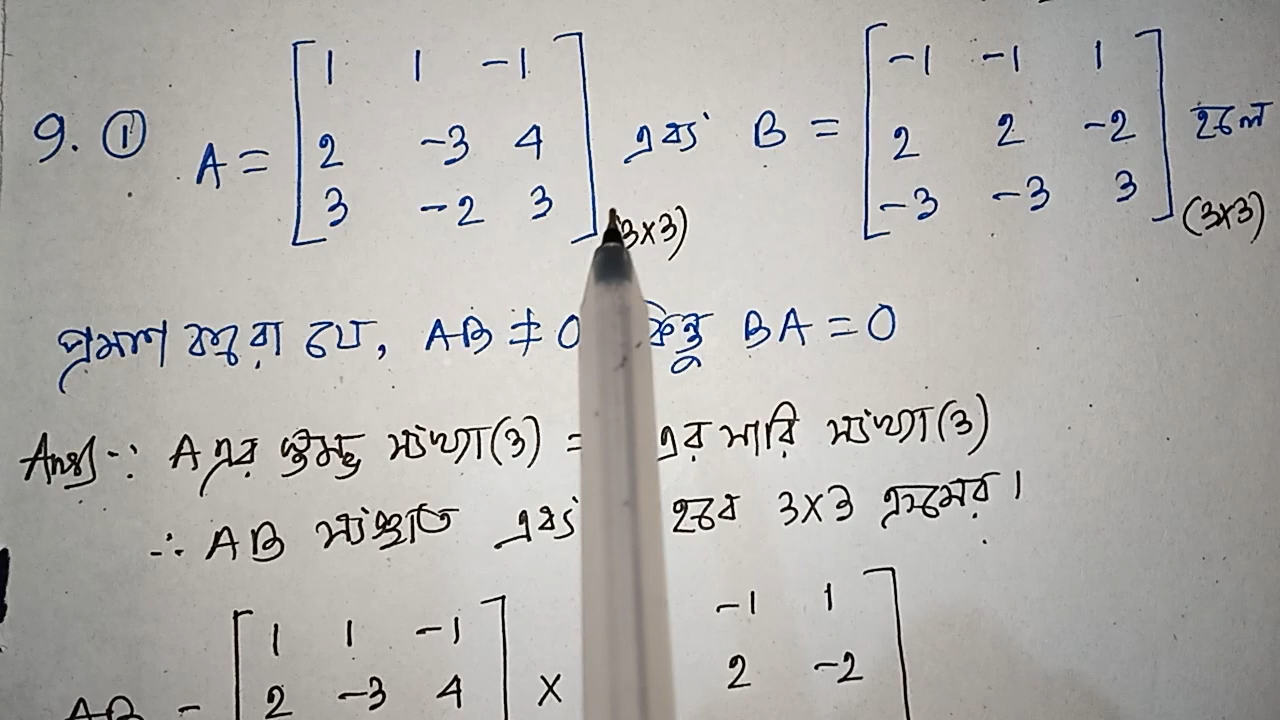 9. ① A = [1 1 -1
2 -3 4
3 -2 3] (3×3) এবং B = [-1 -1 1
2 2 -2
-3 -3 3] (3×3) হলে
প্রমাণ করো যে, AB ≠ 0 কিন্তু BA = 0
Ans :- A এর স্তম্ভ সংখ্যা (3) = এর সারি সংখ্যা (3)
∴ AB সংজ্ঞাত এবং হবে 3×3 ক্রমের।
AB = [1 1 -1 -1 1
2 -3 4 × 2 -2